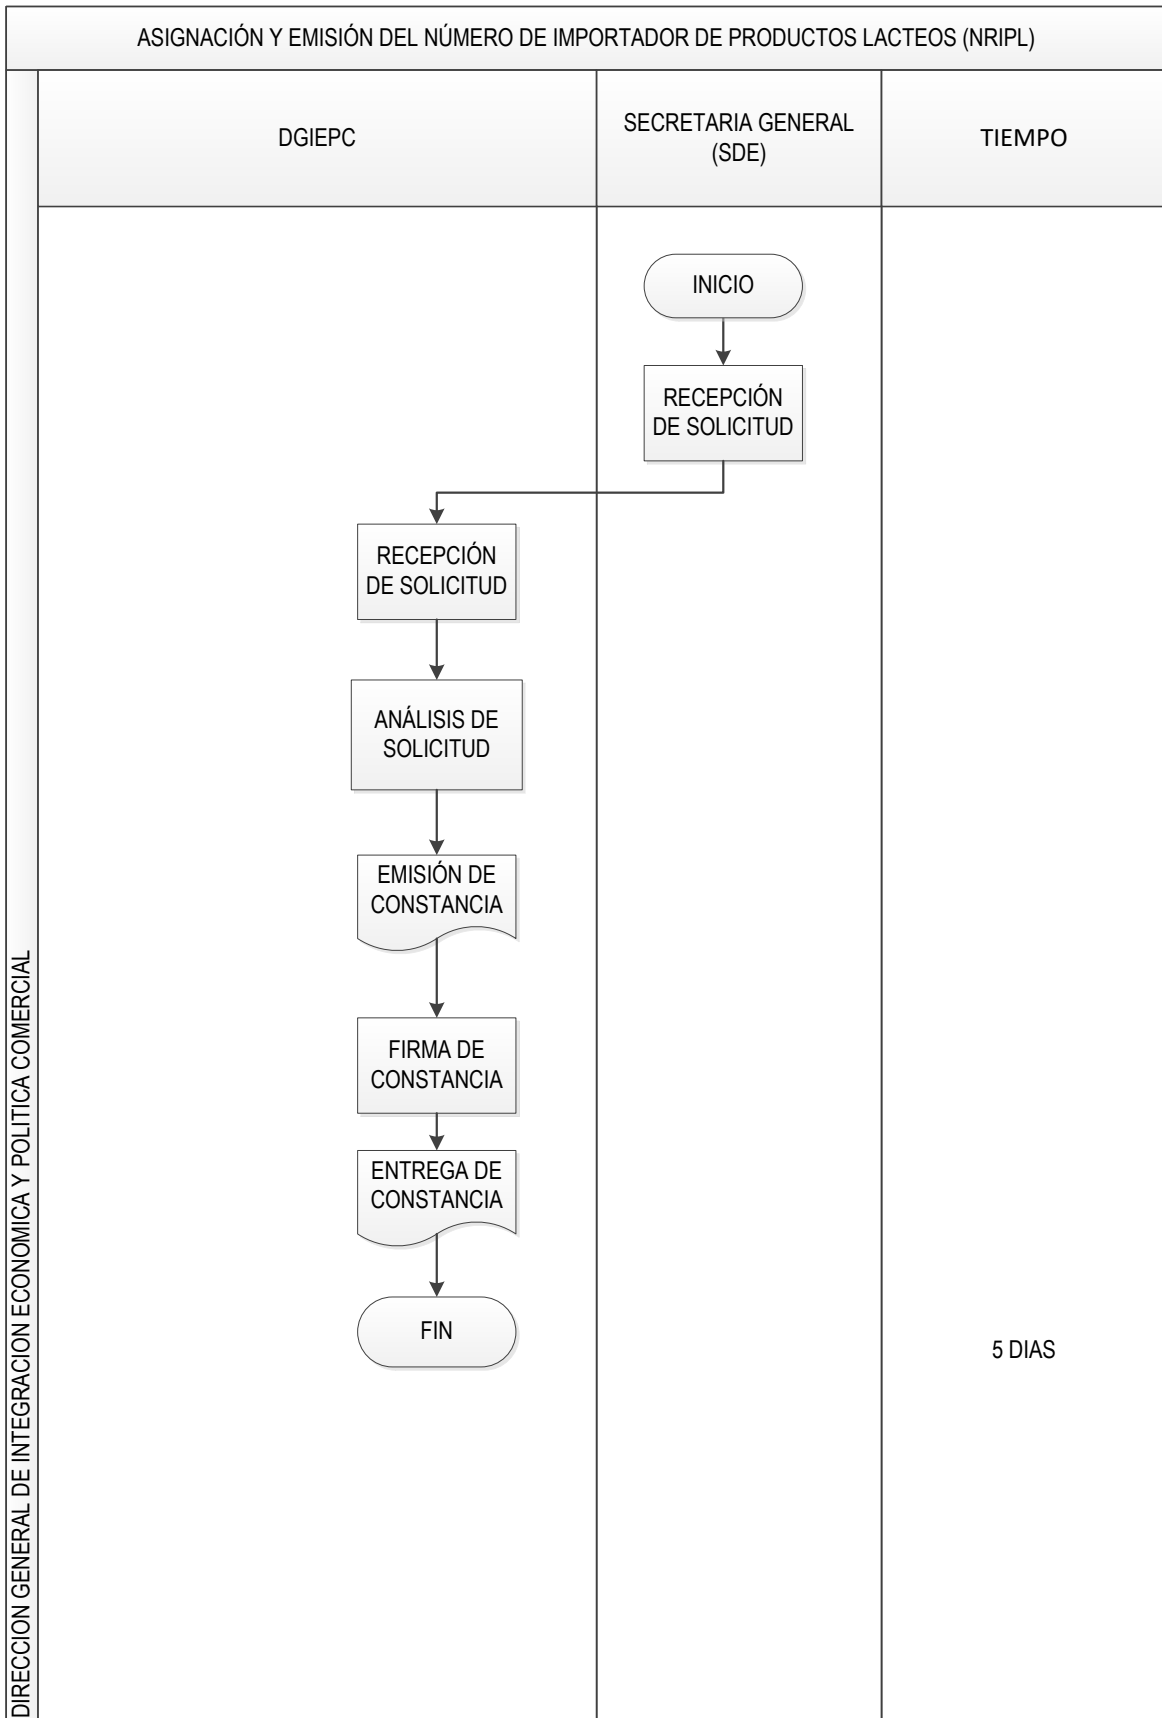 ASIGNACIÓN Y EMISIÓN DEL NÚMERO DE IMPORTADOR DE PRODUCTOS LACTEOS (NRIPL)
DGIEPC
SECRETARIA GENERAL
(SDE)
TIEMPO
INICIO
RECEPCIÓN
DE SOLICITUD
RECEPCIÓN
DE SOLICITUD
ANÁLISIS DE
SOLICITUD
EMISIÓN DE
CONSTANCIA
FIRMA DE
CONSTANCIA
ENTREGA DE
CONSTANCIA
FIN
5 DIAS
DIRECCION GENERAL DE INTEGRACION ECONOMICA Y POLITICA COMERCIAL